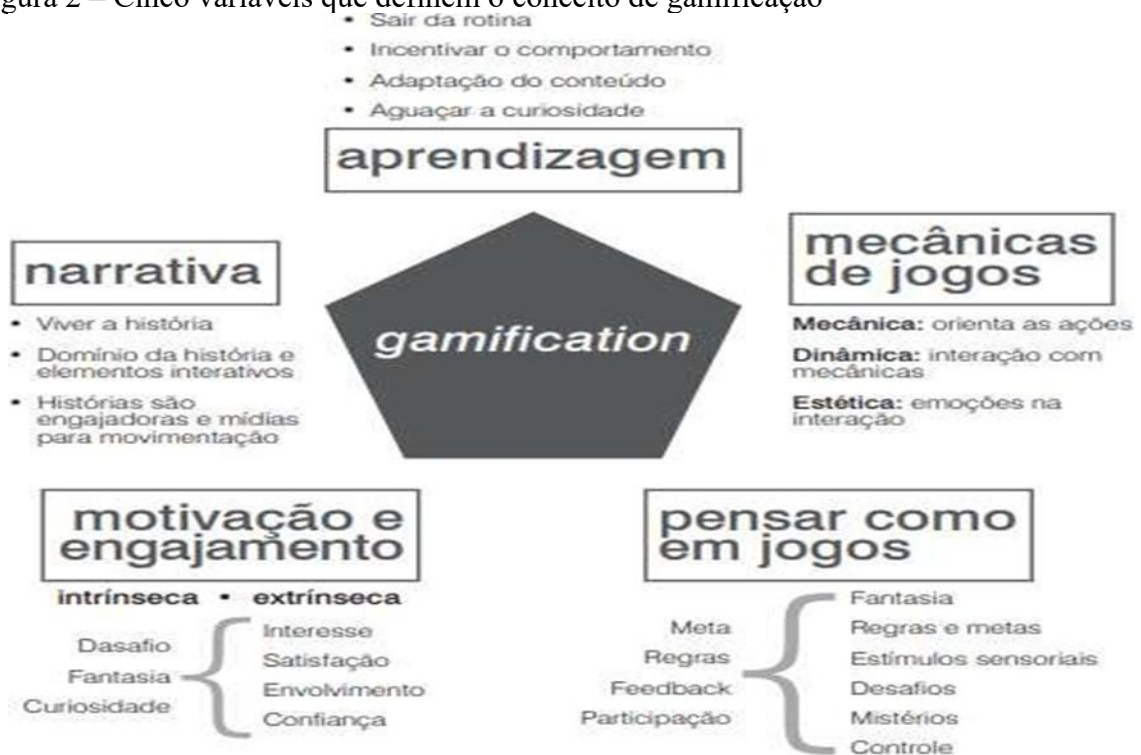 gura 2 – Cinco variáveis que definem o conceito de gamificação
• Sair da rotina
• Incentivar o comportamento
• Adaptação do conteúdo
• Aguaçar a curiosidade
aprendizagem
narrativa
• Viver a história
• Domínio da história e
elementos interativos
• Histórias são
engajadoras e mídias
para movimentação
gamification
mecânicas
de jogos
Mecânica: orienta as ações
Dinâmica: interação com
mecânicas
Estética: emoções na
interação
motivação e
engajamento
intrínseca • extrínseca
Dasafio
Fantasia
Curiosidade
Interesse
Satisfação
Envolvimento
Confiança
pensar como
em jogos
Meta
Regras
Feedback
Participação
Fantasia
Regras e metas
Estímulos sensoriais
Desafios
Mistérios
Controle